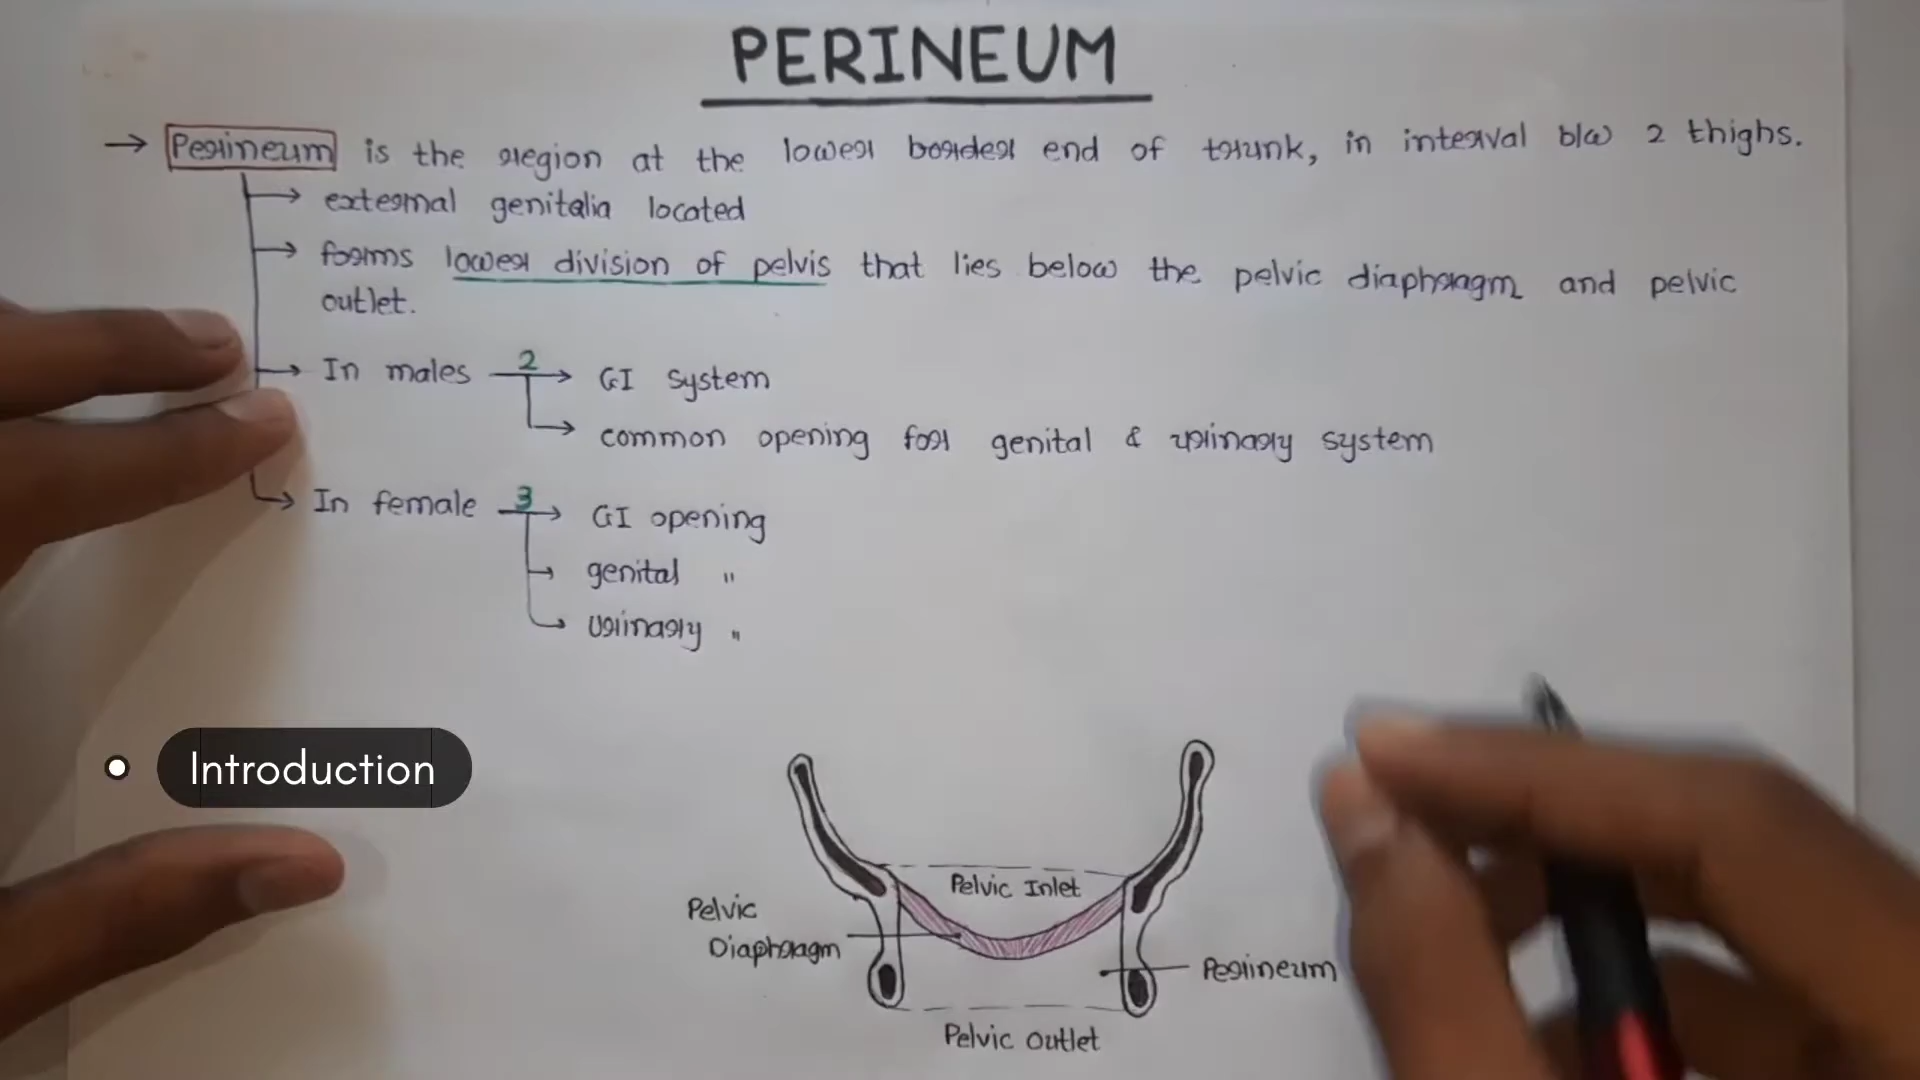 PERINEUM
→ Perineum is the region at the lower border end of trunk, in interval b/w 2 thighs.
→ external genitalia located
→ forms lower division of pelvis that lies below the pelvic diaphragm and pelvic
outlet.
→ In males 2 → GI system
→ common opening for genital & urinary system
→ In female 3 → GI opening
→ genital "
→ urinary "
Introduction
Pelvic Inlet
Pelvic
Diaphragm
Perineum
Pelvic Outlet